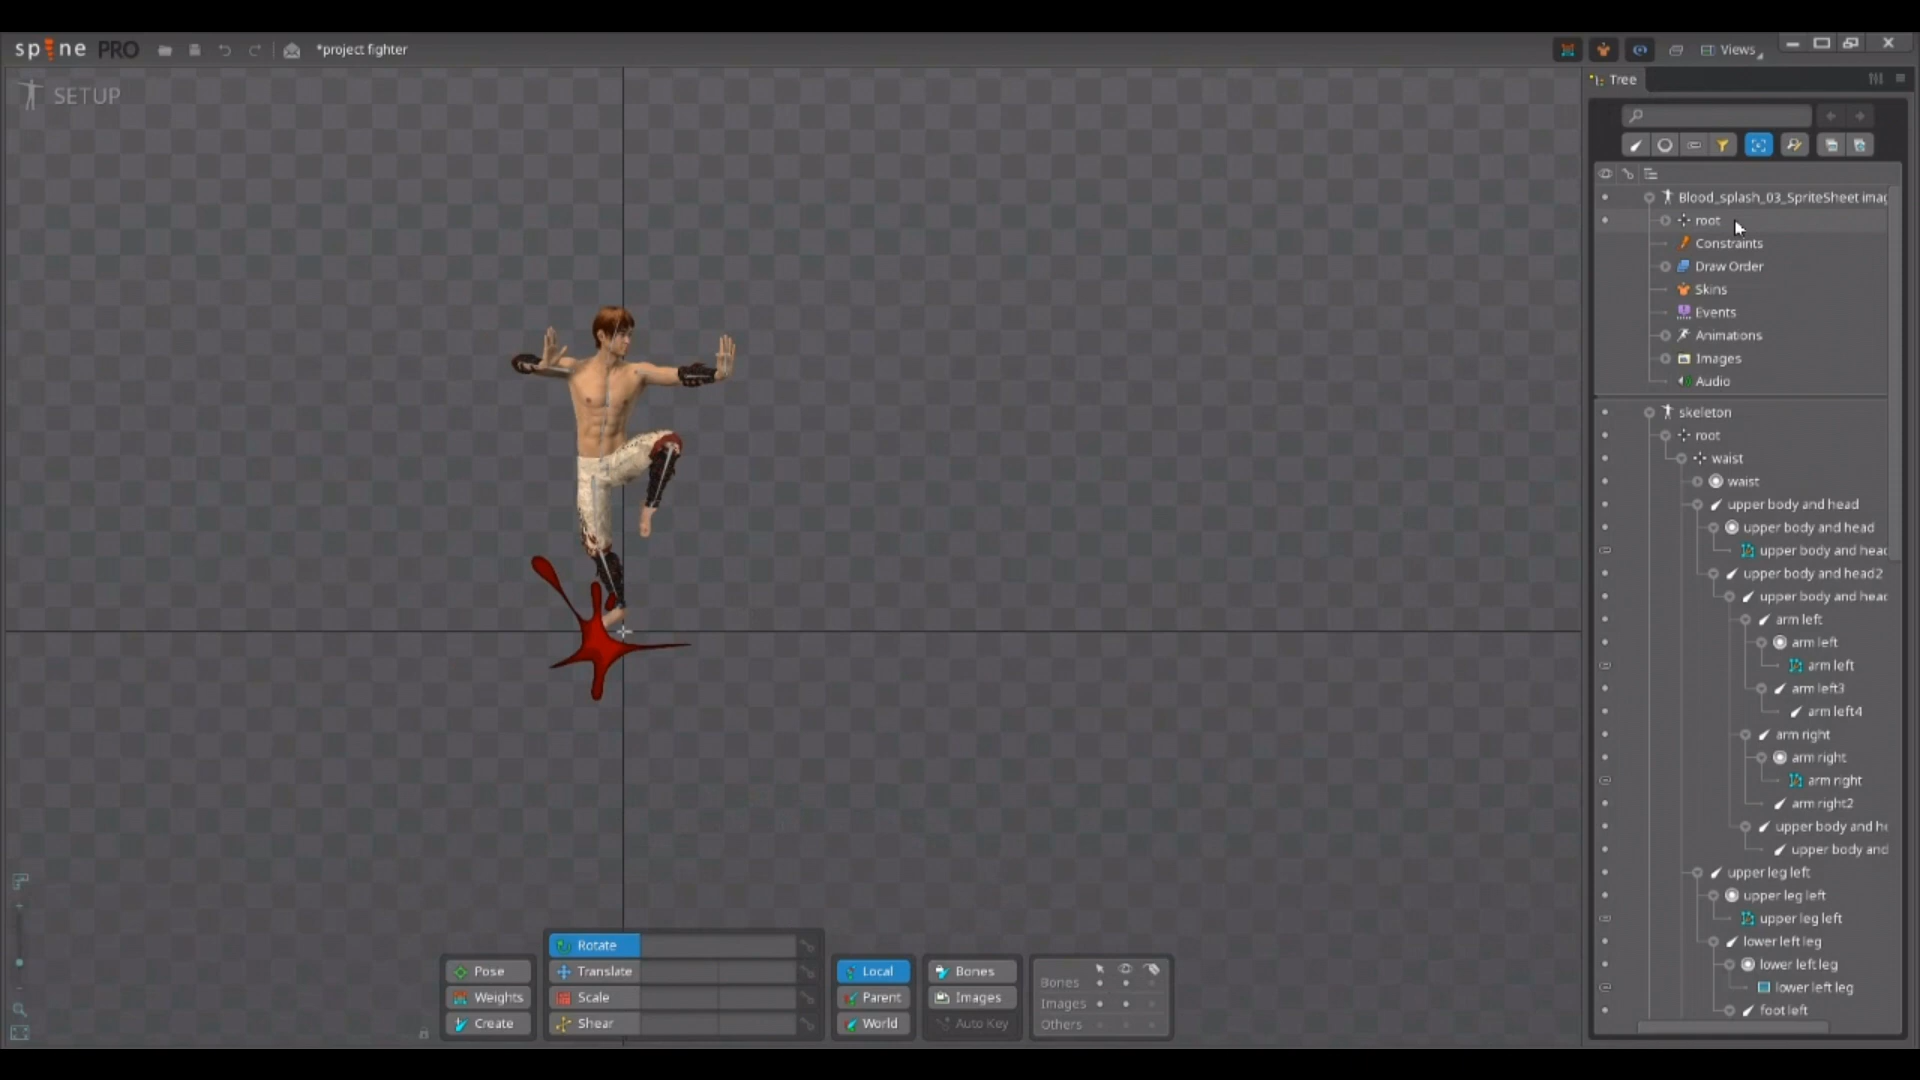 spine PRO
*project fighter
Views
SETUP
Tree
Blood_splash_03_SpriteSheet imag
root
Constraints
Draw Order
Skins
Events
Animations
Images
Audio
skeleton
root
waist
waist
upper body and head
upper body and head
upper body and head
upper body and head2
upper body and head
arm left
arm left
arm left
arm left3
arm left4
arm right
arm right
arm right
arm right2
upper body and he
upper body and
upper leg left
upper leg left
upper leg left
lower left leg
lower left leg
lower left leg
foot left
Pose
Weights
Create
Rotate
Translate
Scale
Shear
Local
Parent
World
Bones
Images
Auto Key
Bones
Images
Others